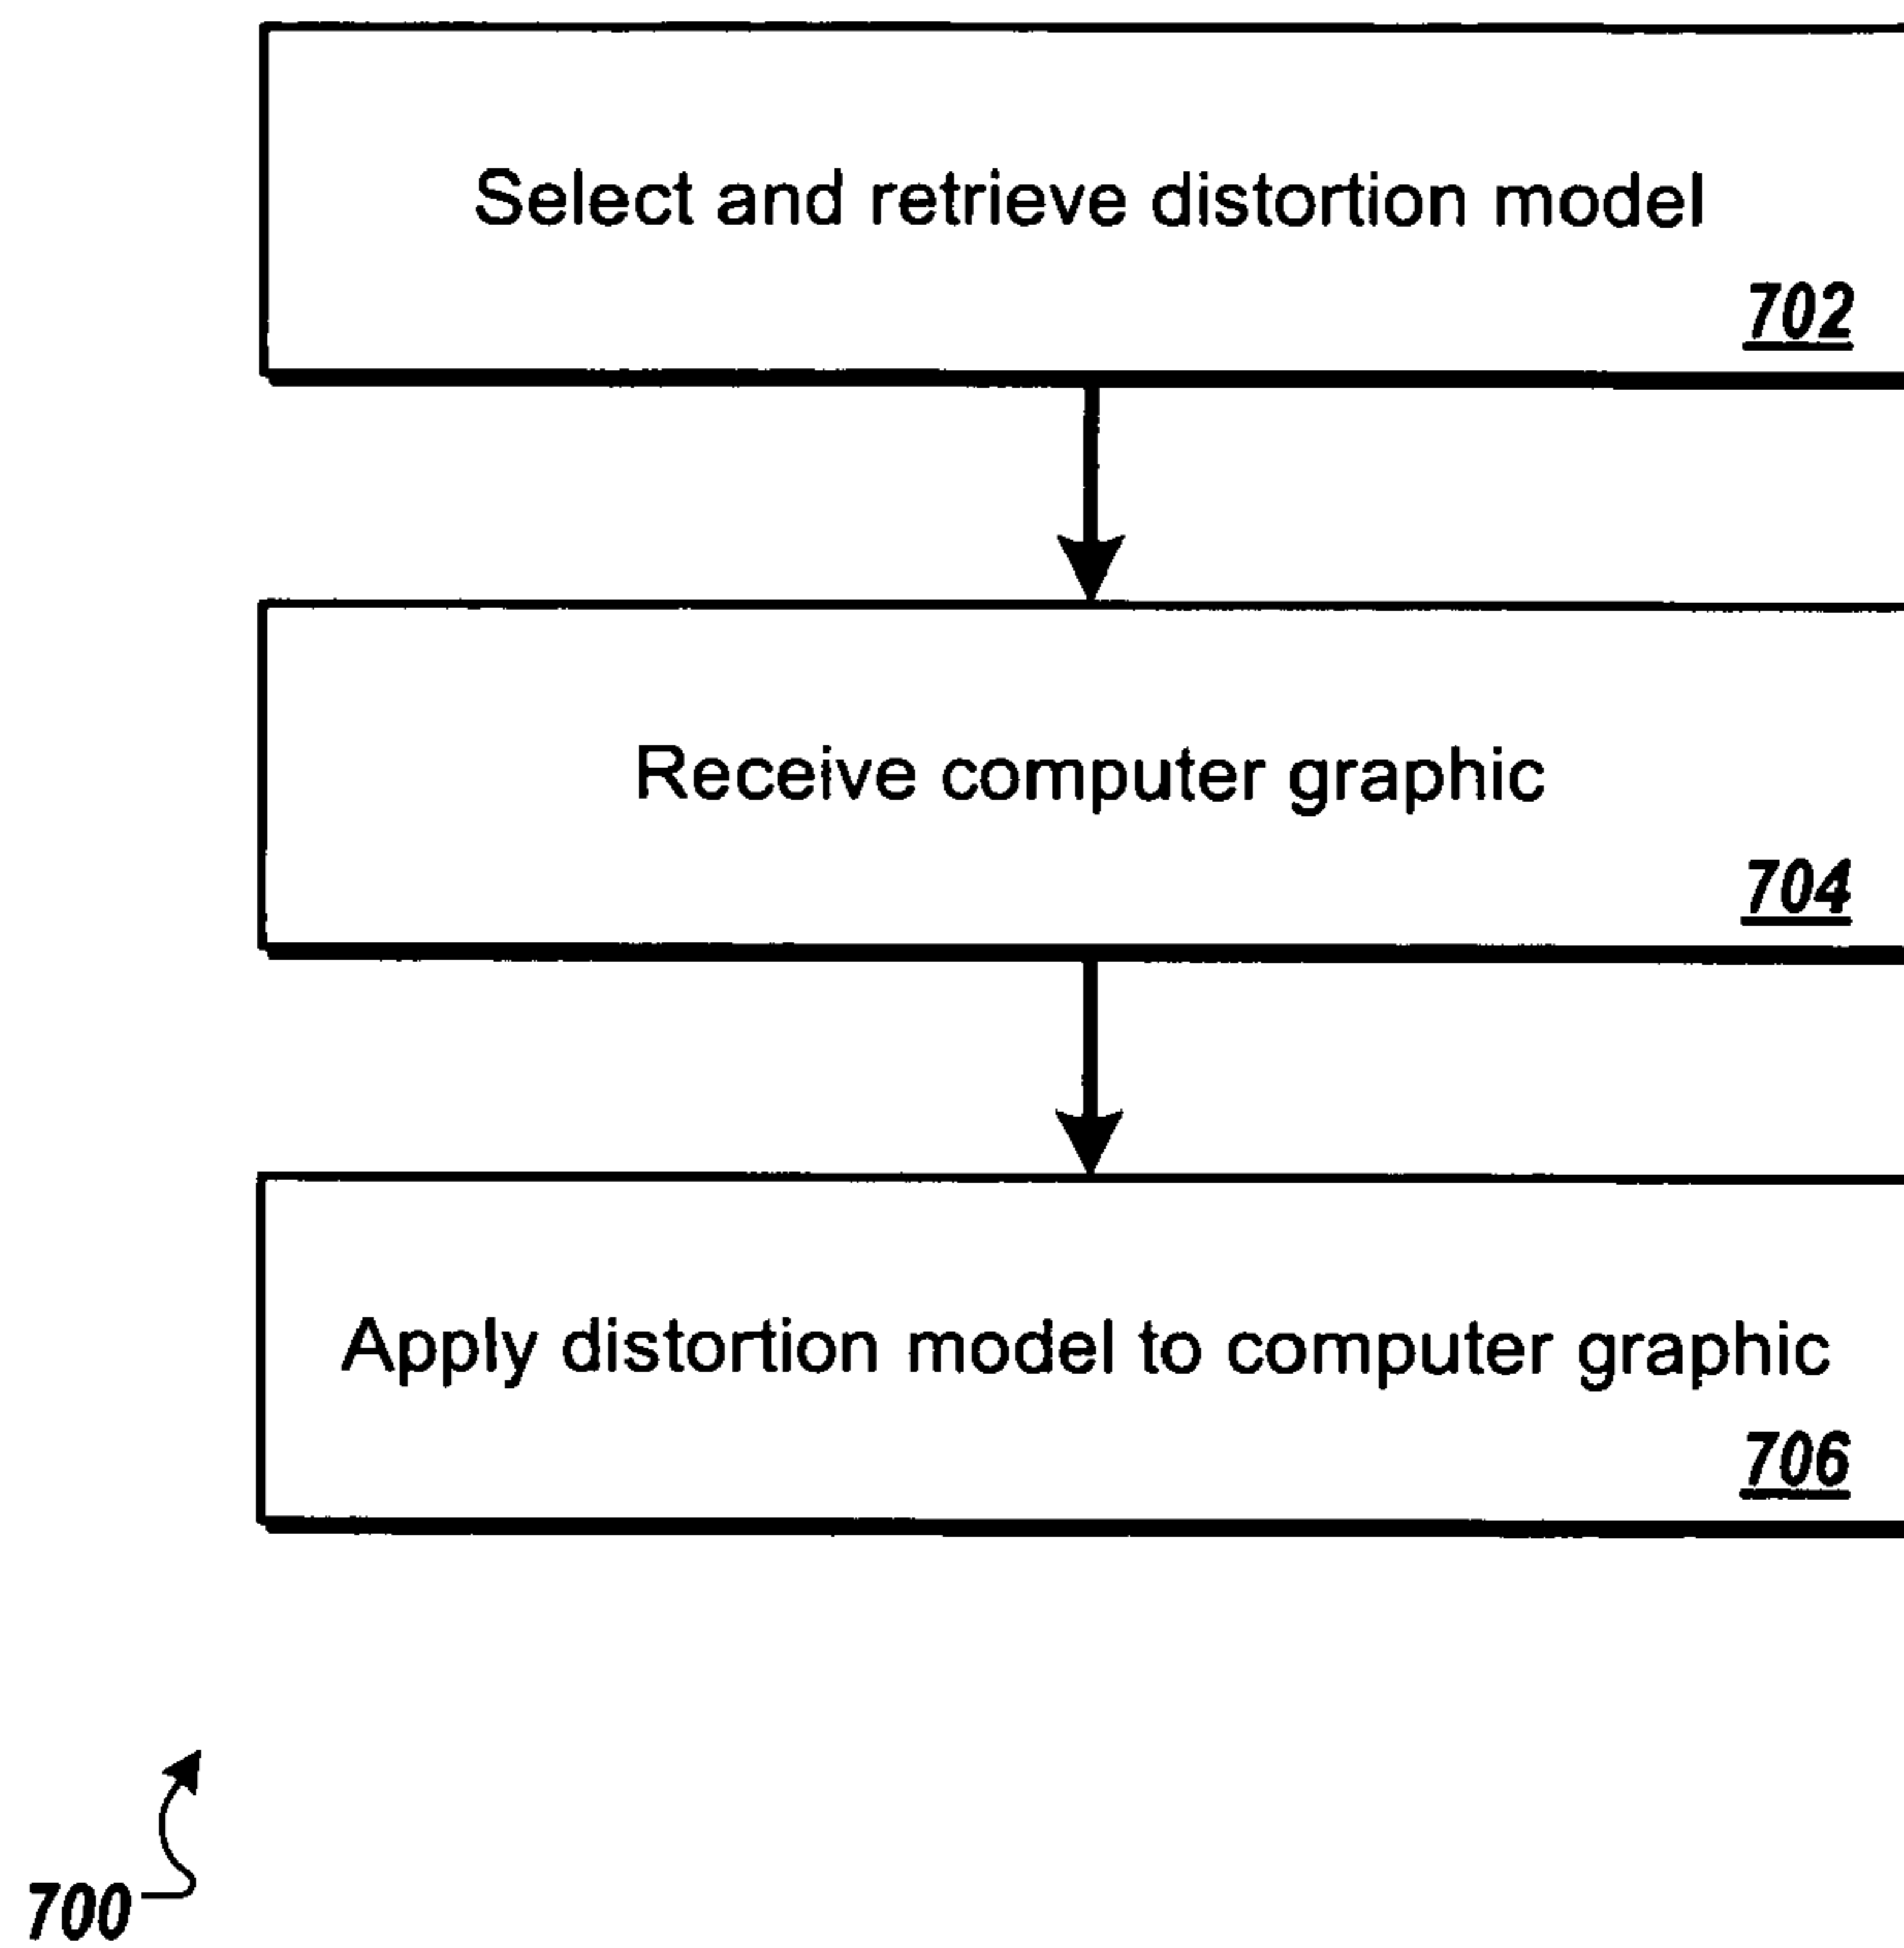 Select and retrieve distortion model
702
Receive computer graphic
704
Apply distortion model to computer graphic
706
700